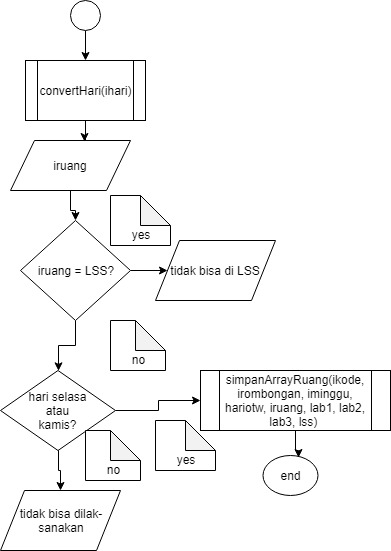 convertHari(ihari)
iruang
yes
iruang = LSS?
tidak bisa di LSS
no
hari selasa
atau
kamis?
simpanArrayRuang(ikode,
irombongan, iminggu,
hariotw, iruang, lab1, lab2,
lab3, lss)
no
yes
end
tidak bisa dilak-
sanakan